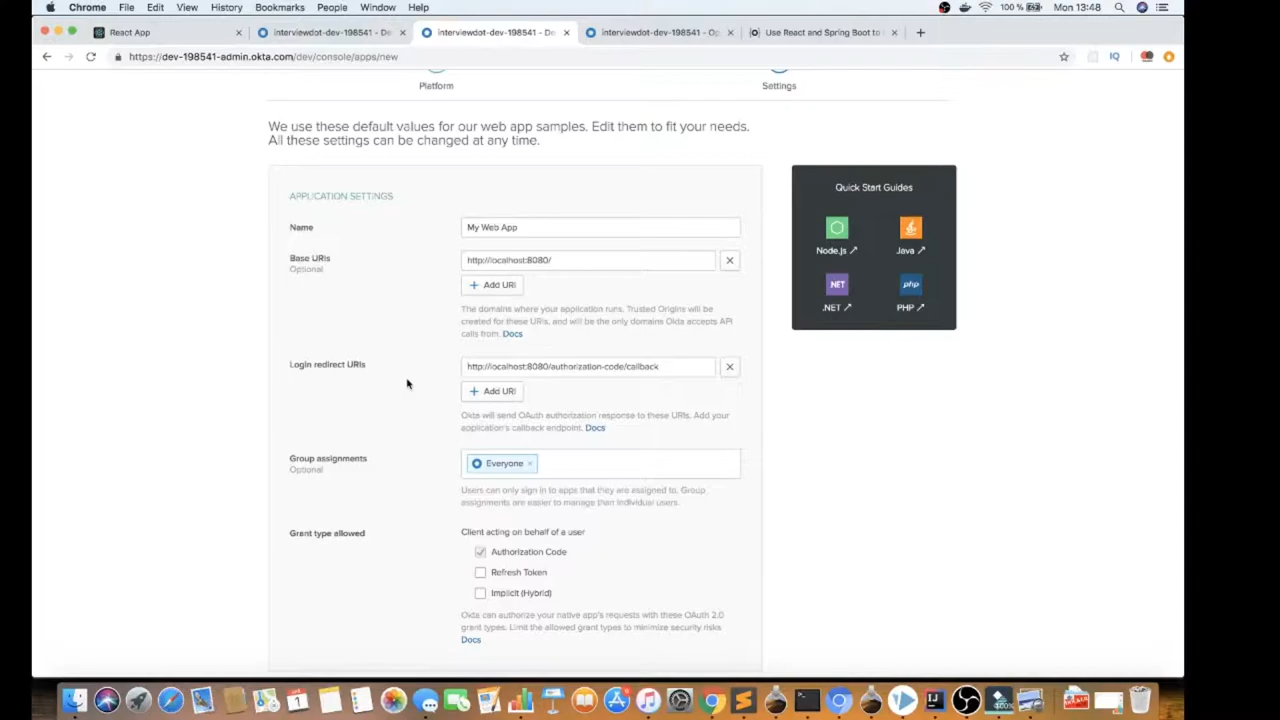 Chrome File Edit View History Bookmarks People Window Help 100 % Mon 13:48
React App interviewdot-dev-198541 - De interviewdot-dev-198541 - De interviewdot-dev-198541 - Op Use React and Spring Boot to
https://dev-198541-admin.okta.com/dev/console/apps/new IQ
Platform Settings
We use these default values for our web app samples. Edit them to fit your needs.
All these settings can be changed at any time.
APPLICATION SETTINGS
Name My Web App
Base URIs
Optional
http://localhost:8080/
+ Add URI
The domains where your application runs. Trusted Origins will be
created for these URIs, and will be the only domains Okta accepts API
calls from. Docs
Login redirect URIs http://localhost:8080/authorization-code/callback
+ Add URI
Okta will send OAuth authorization response to these URIs. Add your
application's callback endpoint. Docs
Group assignments
Optional
Everyone ×
Users can only sign in to apps that they are assigned to. Group
assignments are easier to manage than individual users.
Grant type allowed Client acting on behalf of a user
Authorization Code
Refresh Token
Implicit (Hybrid)
Okta can authorize your native app's requests with these OAuth 2.0
grant types. Limit the allowed grant types to minimize security risks
Docs
Quick Start Guides
Node.js Java
.NET php
.NET PHP